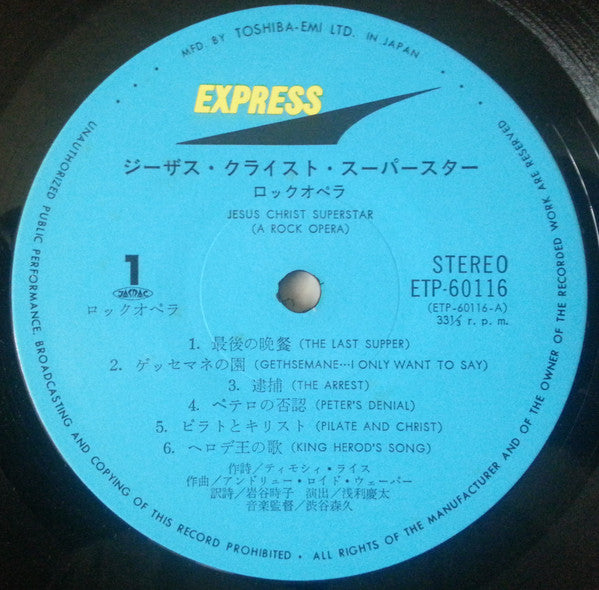 MFD. BY TOSHIBA-EMI LTD. IN JAPAN
EXPRESS
ジーザス・クライスト・スーパースター
ロックオペラ
JESUS CHRIST SUPERSTAR
(A ROCK OPERA)
1
JASRAC
ロックオペラ
STEREO
ETP-60116
(ETP-60116-A)
33⅓ r. p. m.
1. 最後の晩餐 (THE LAST SUPPER)
2. ゲッセマネの園 (GETHSEMANE…I ONLY WANT TO SAY)
3. 逮捕 (THE ARREST)
4. ペテロの否認 (PETER'S DENIAL)
5. ピラトとキリスト (PILATE AND CHRIST)
6. ヘロデ王の歌 (KING HEROD'S SONG)
作詩/ティモシィ・ライス
作曲/アンドリュー・ロイド・ウェーバー
訳詩/岩谷時子 演出/浅利慶太
音楽監督/渋谷森久
UNAUTHORIZED PUBLIC PERFORMANCE, BROADCASTING AND COPYING OF THIS RECORD PROHIBITED • ALL RIGHTS OF THE MANUFACTURER AND OF THE OWNER OF THE RECORDED WORK ARE RESERVED